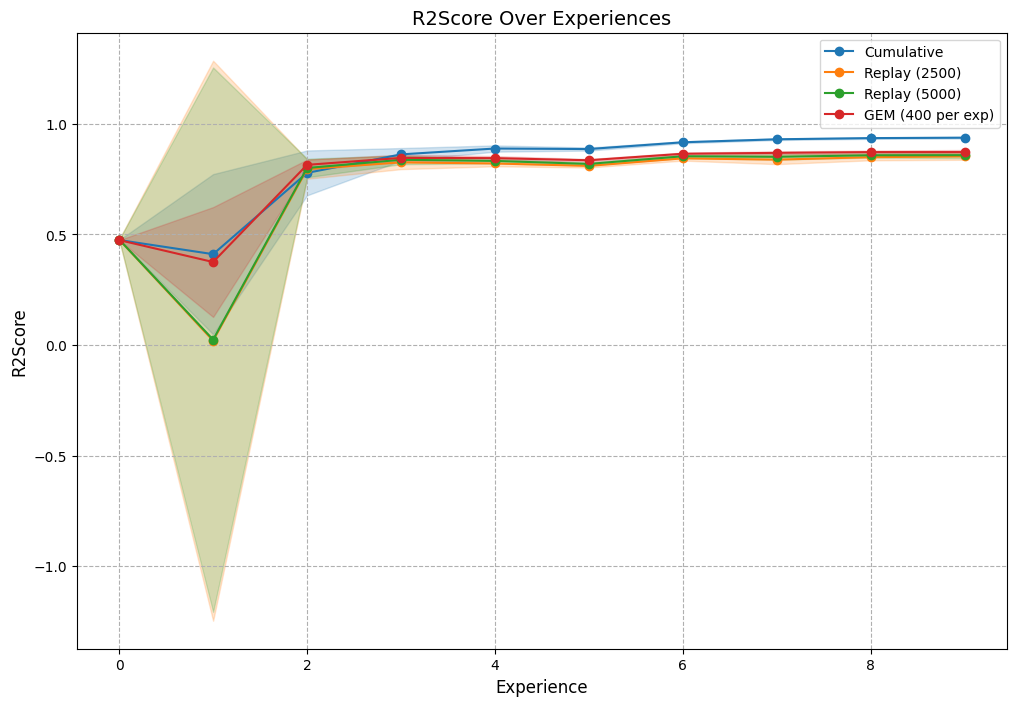 R2Score Over Experiences
Cumulative
Replay (2500)
Replay (5000)
GEM (400 per exp)
R2Score
1.0
0.5
0.0
−0.5
−1.0
0 2 4 6 8
Experience